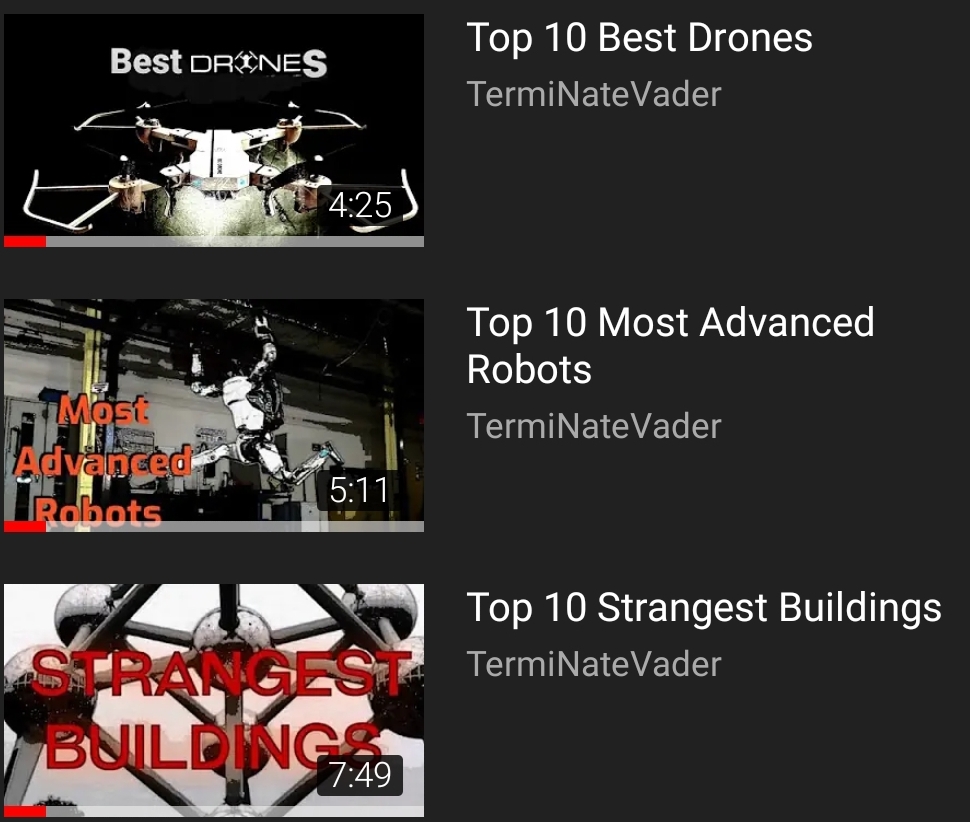 Best DRONES
4:25
Top 10 Best Drones
TermiNateVader
Most
Advanced
Robots
5:11
Top 10 Most Advanced
Robots
TermiNateVader
STRANGEST
BUILDINGS
7:49
Top 10 Strangest Buildings
TermiNateVader